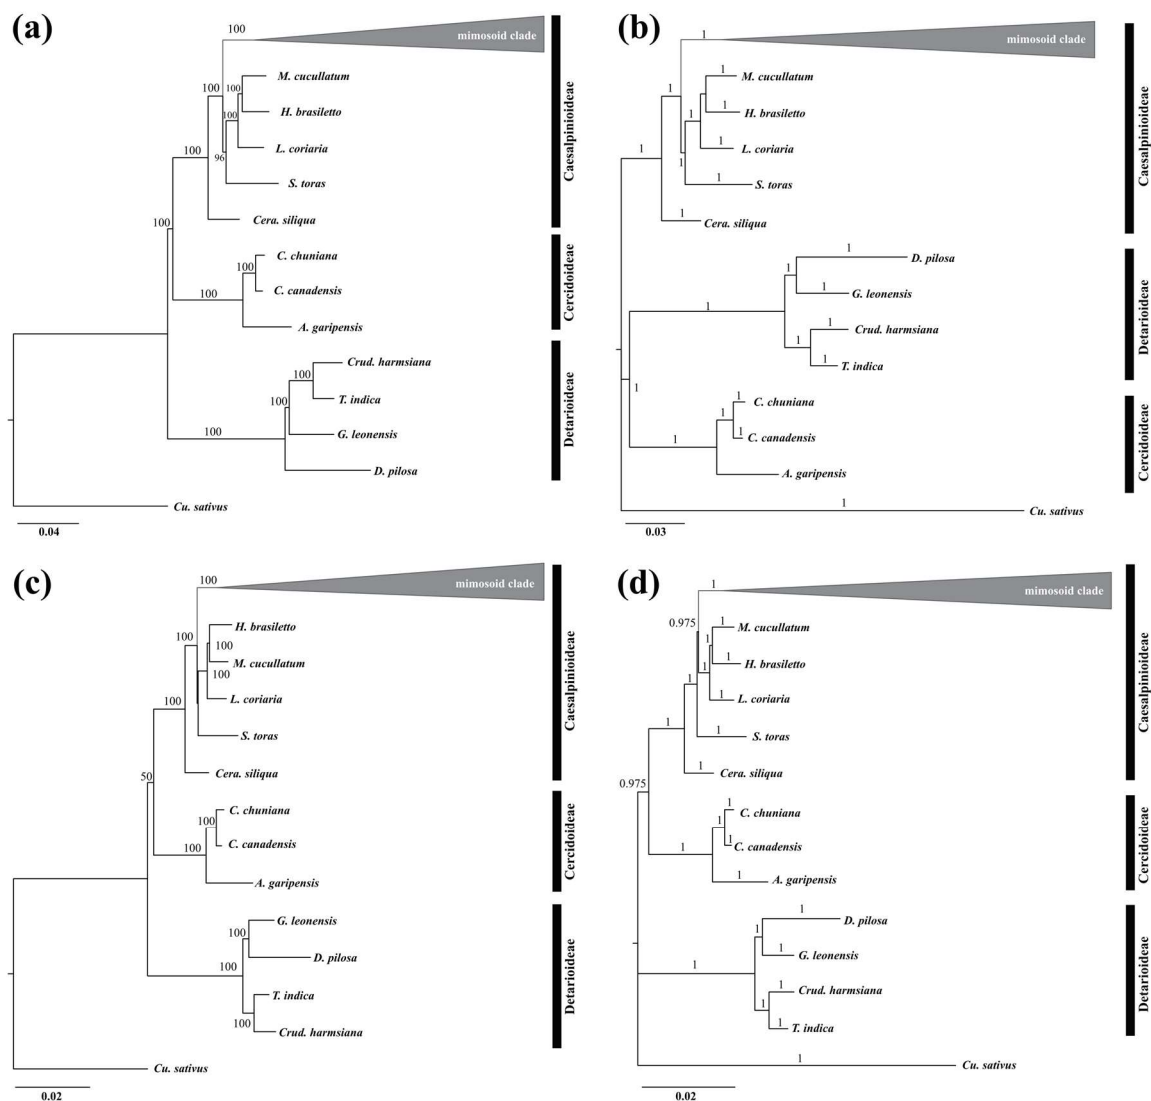 (a)
100
mimosoid clade
100
100
M. cucullatum
100
H. brasiletto
96
L. coriaria
100
S. toras
Cera. siliqua
100
100
C. chuniana
100
C. canadensis
A. garipensis
100
Crud. harmsiana
100
T. indica
100
G. leonensis
100
D. pilosa
Cu. sativus
0.04
Caesalpinioideae
Cercidoideae
Detarioideae
(b)
1
mimosoid clade
1
M. cucullatum
1
1
H. brasiletto
1
L. coriaria
1
1
1
S. toras
1
Cera. siliqua
1
D. pilosa
1
1
G. leonensis
1
1
Crud. harmsiana
1
1
T. indica
1
C. chuniana
1
1
C. canadensis
1
A. garipensis
1
Cu. sativus
0.03
Caesalpinioideae
Detarioideae
Cercidoideae
(c)
100
mimosoid clade
H. brasiletto
100
100
M. cucullatum
100
L. coriaria
100
S. toras
Cera. siliqua
50
C. chuniana
100
C. canadensis
100
A. garipensis
G. leonensis
100
D. pilosa
100
T. indica
100
Crud. harmsiana
Cu. sativus
0.02
Caesalpinioideae
Cercidoideae
Detarioideae
(d)
1
mimosoid clade
0.975
1
M. cucullatum
1
1
H. brasiletto
1
1
1
L. coriaria
1
1
S. toras
1
Cera. siliqua
0.975
1
C. chuniana
1
1
C. canadensis
1
1
A. garipensis
1
D. pilosa
1
1
G. leonensis
1
1
Crud. harmsiana
1
1
T. indica
1
Cu. sativus
0.02
Caesalpinioideae
Cercidoideae
Detarioideae